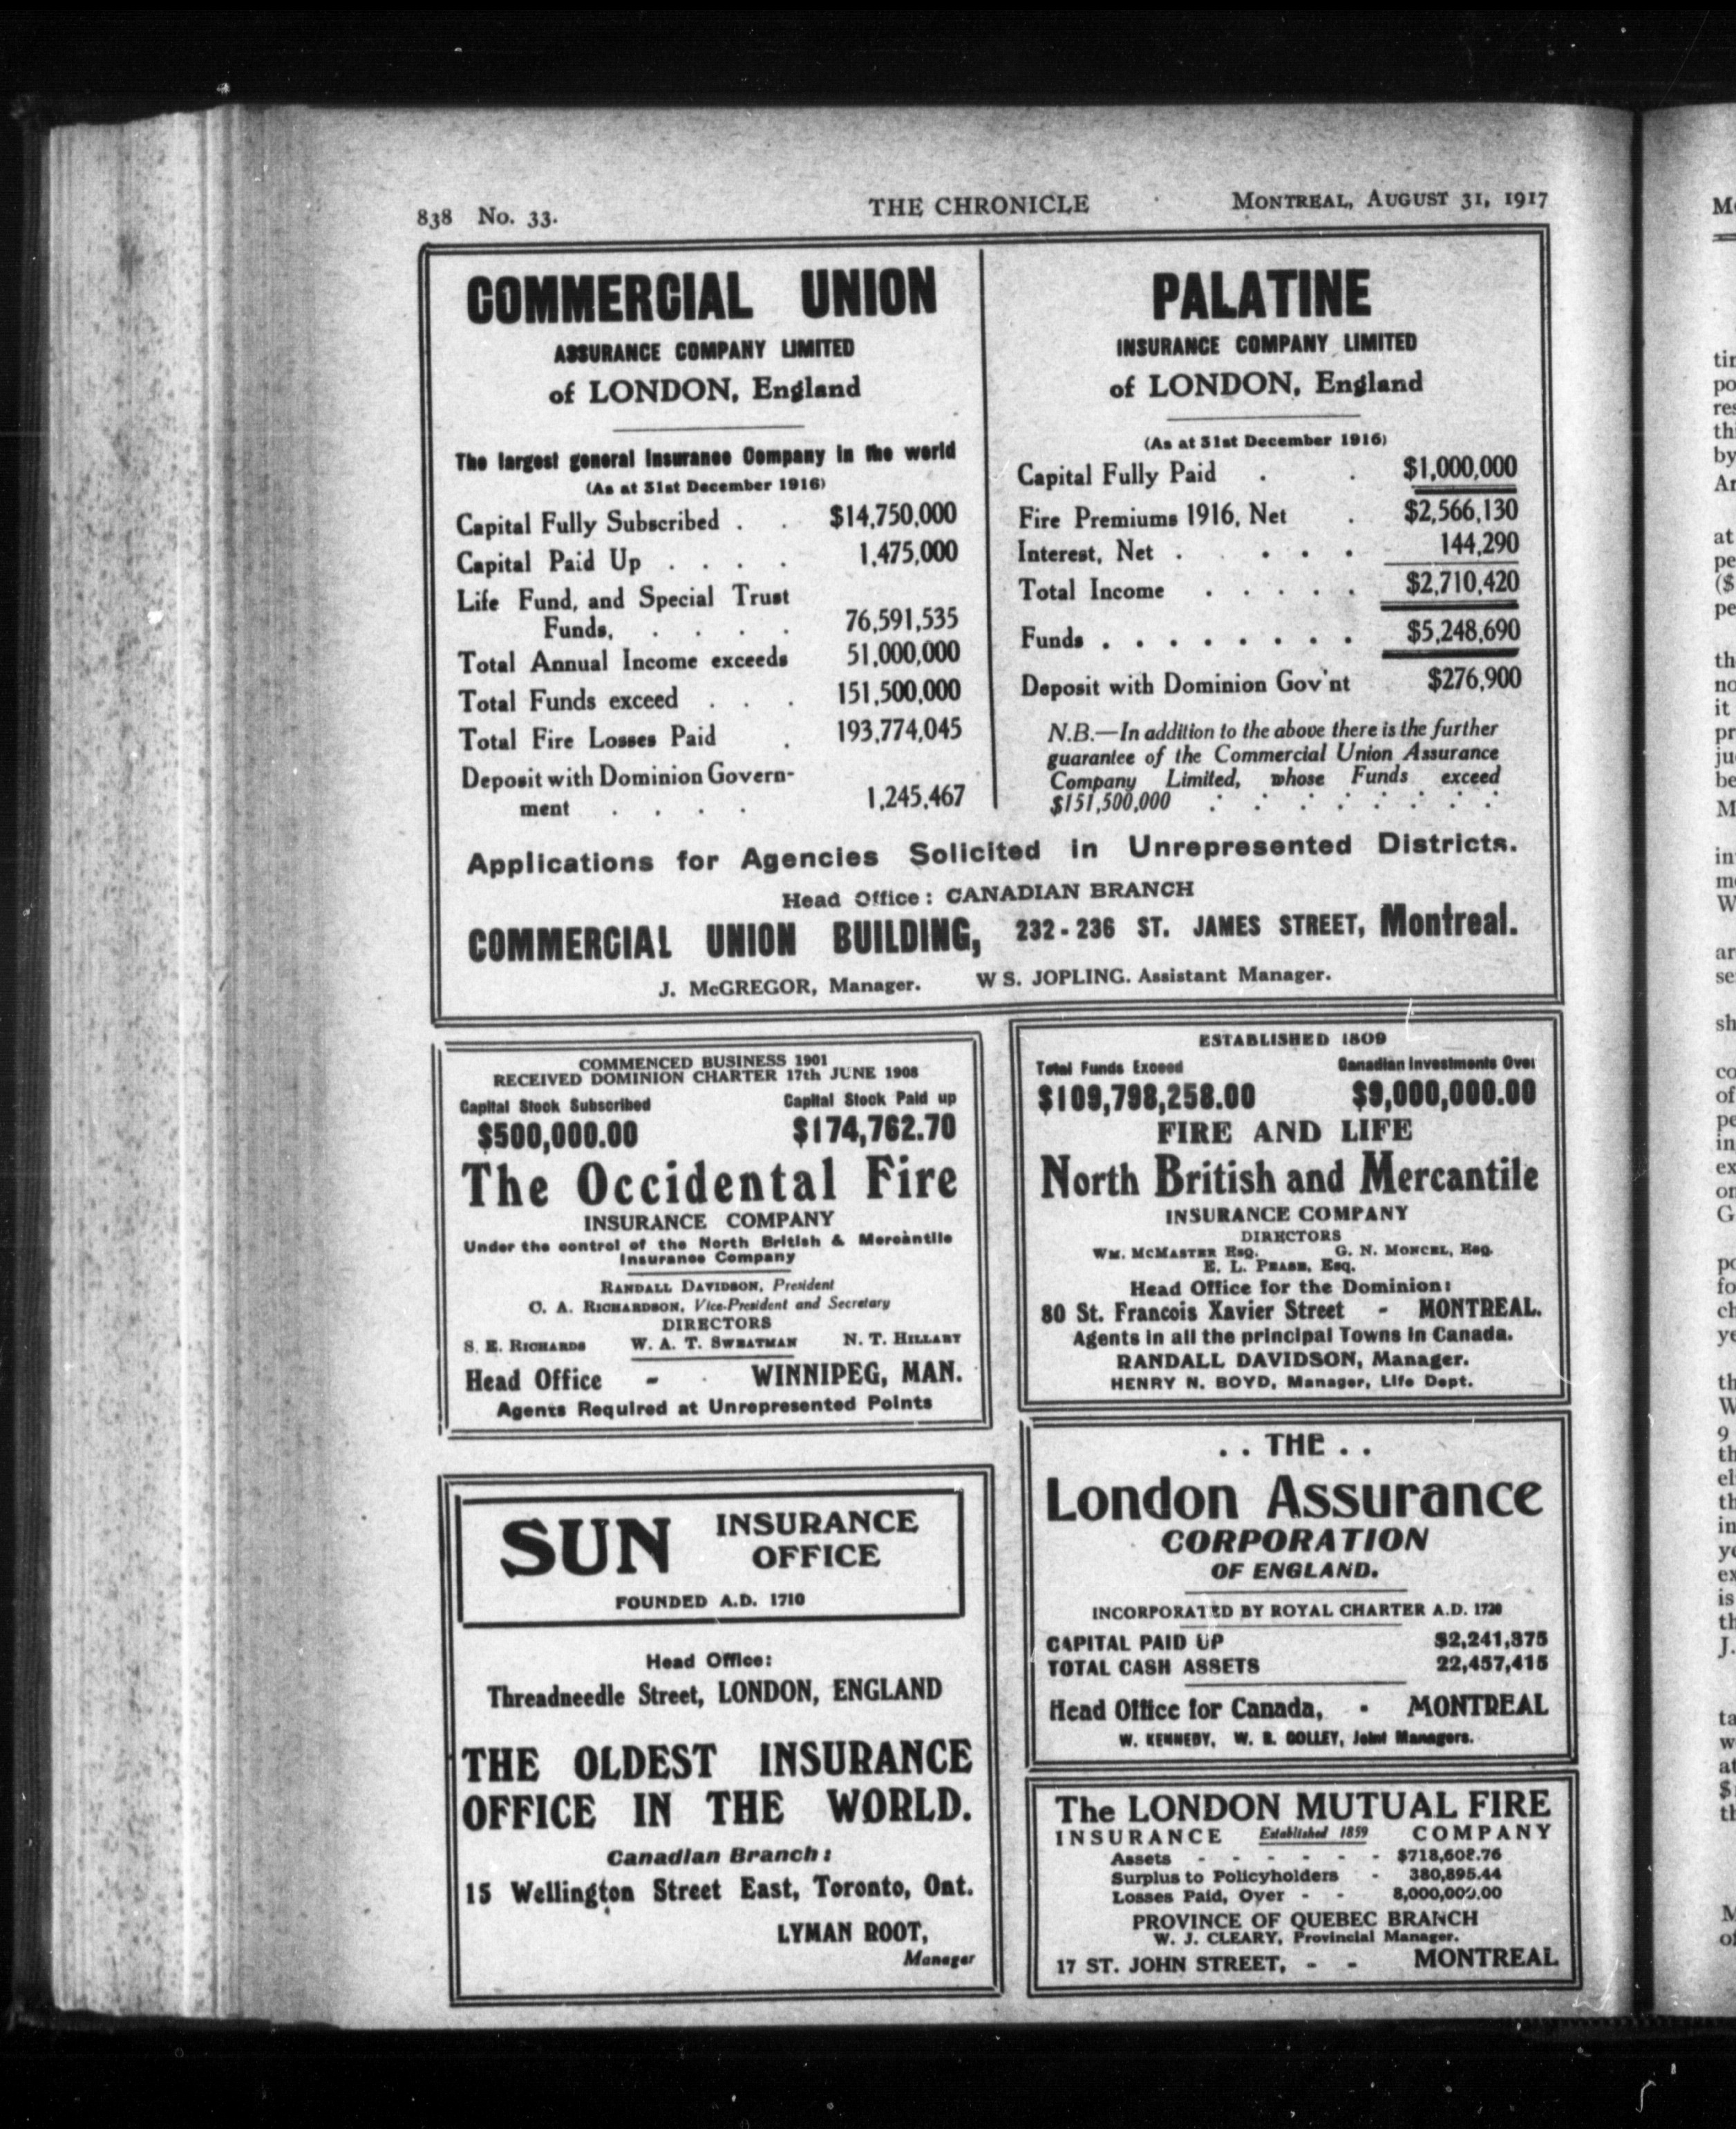 838 No. 33.
THE CHRONICLE
MONTREAL, AUGUST 31, 1917
COMMERCIAL UNION
ASSURANCE COMPANY LIMITED
of LONDON, England
The largest general Insurance Company in the world
(As at 31st December 1916)
Capital Fully Subscribed . . $14,750,000
Capital Paid Up . . . . 1,475,000
Life Fund, and Special Trust
Funds, . . . . 76,591,535
Total Annual Income exceeds 51,000,000
Total Funds exceed . . . 151,500,000
Total Fire Losses Paid . 193,774,045
Deposit with Dominion Govern-
ment . . . . 1,245,467
PALATINE
INSURANCE COMPANY LIMITED
of LONDON, England
(As at 31st December 1916)
Capital Fully Paid . . $1,000,000
Fire Premiums 1916, Net . $2,566,130
Interest, Net . . . . . 144,290
Total Income . . . . . $2,710,420
Funds . . . . . . . . $5,248,690
Deposit with Dominion Gov'nt $276,900
N.B.—In addition to the above there is the further
guarantee of the Commercial Union Assurance
Company Limited, whose Funds exceed
$151,500,000 . . . . . . . .
Applications for Agencies Solicited in Unrepresented Districts.
Head Office: CANADIAN BRANCH
COMMERCIAL UNION BUILDING, 232-236 ST. JAMES STREET, Montreal.
J. McGREGOR, Manager. W S. JOPLING. Assistant Manager.
COMMENCED BUSINESS 1901
RECEIVED DOMINION CHARTER 17th JUNE 1908
Capital Stock Subscribed Capital Stock Paid up
$500,000.00 $174,762.70
The Occidental Fire
INSURANCE COMPANY
Under the control of the North British & Mercantile
Insurance Company
RANDALL DAVIDSON, President
C. A. RICHARDSON, Vice-President and Secretary
DIRECTORS
S. E. RICHARDS W. A. T. SWEATMAN N. T. HILLARY
Head Office - WINNIPEG, MAN.
Agents Required at Unrepresented Points
ESTABLISHED 1809
Total Funds Exceed Canadian Investments Over
$109,798,258.00 $9,000,000.00
FIRE AND LIFE
North British and Mercantile
INSURANCE COMPANY
DIRECTORS
WM. MCMASTER Esq. G. N. MONCEL, Esq.
E. L. PEASE, Esq.
Head Office for the Dominion:
80 St. Francois Xavier Street - MONTREAL.
Agents in all the principal Towns in Canada.
RANDALL DAVIDSON, Manager.
HENRY N. BOYD, Manager, Life Dept.
SUN INSURANCE
OFFICE
FOUNDED A.D. 1710
Head Office:
Threadneedle Street, LONDON, ENGLAND
THE OLDEST INSURANCE
OFFICE IN THE WORLD.
Canadian Branch:
15 Wellington Street East, Toronto, Ont.
LYMAN ROOT,
Manager
. . THE . .
London Assurance
CORPORATION
OF ENGLAND.
INCORPORATED BY ROYAL CHARTER A.D. 1720
CAPITAL PAID UP $2,241,375
TOTAL CASH ASSETS 22,457,415
Head Office for Canada, - MONTREAL
W. KENNEDY, W. B. COLLEY, Joint Managers.
The LONDON MUTUAL FIRE
INSURANCE Established 1859 COMPANY
Assets - - - - - - $718,608.76
Surplus to Policyholders - 380,895.44
Losses Paid, Over - - 8,000,000.00
PROVINCE OF QUEBEC BRANCH
W. J. CLEARY, Provincial Manager.
17 ST. JOHN STREET, - - MONTREAL